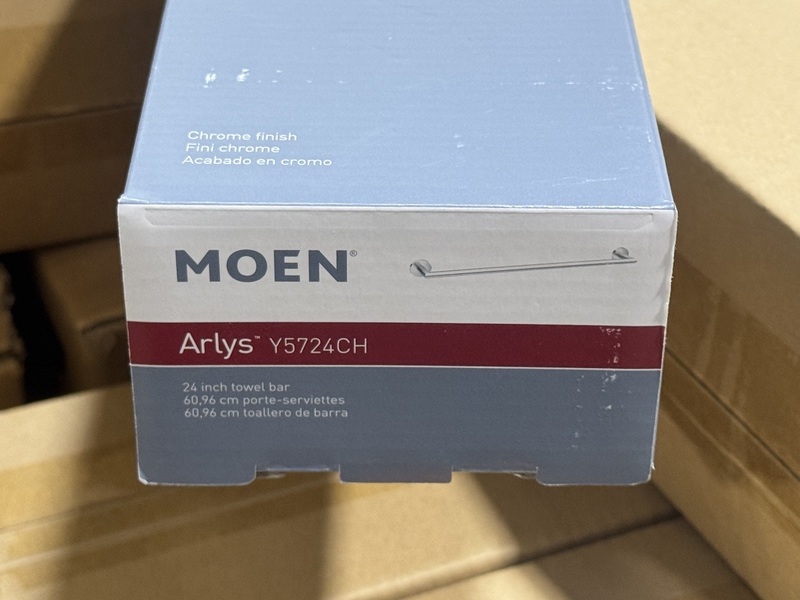 Chrome finish
Fini chrome
Acabado en cromo
MOEN®
Arlys™ Y5724CH
24 inch towel bar
60,96 cm porte-serviettes
60,96 cm toallero de barra